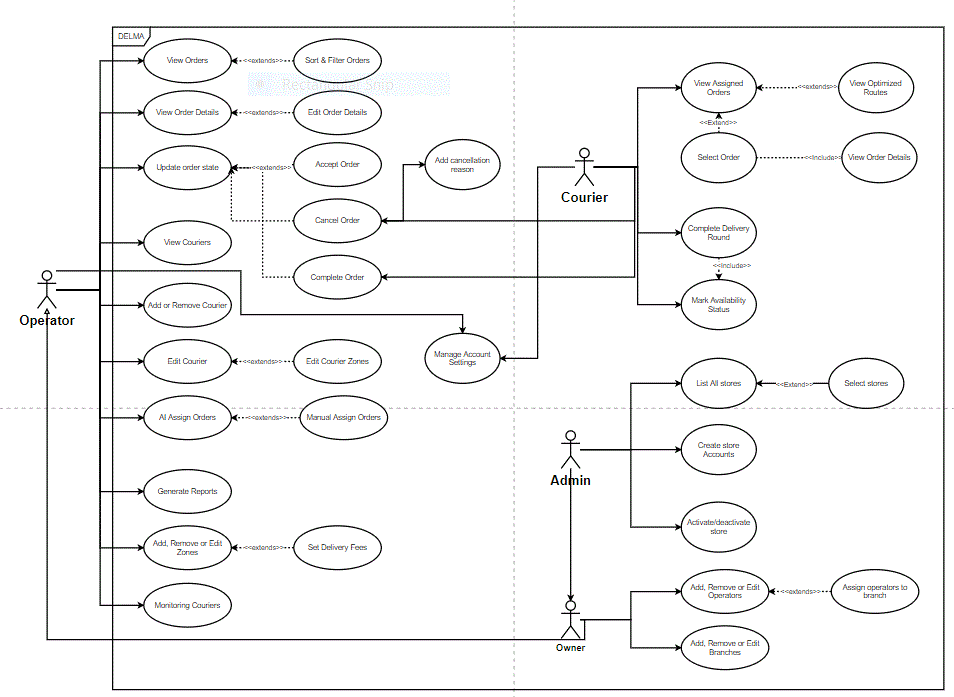 DELMA
View Orders
<<extends>>
Sort & Filter Orders
Rectangular Snip
View Order Details
<<extends>>
Edit Order Details
Update order state
<<extends>>
Accept Order
Add cancellation
reason
Cancel Order
View Couriers
Complete Order
Operator
Add or Remove Courier
Manage Account
Settings
Edit Courier
<<extends>>
Edit Courier Zones
AI Assign Orders
<<extends>>
Manual Assign Orders
Generate Reports
Add, Remove or Edit
Zones
<<extends>>
Set Delivery Fees
Monitoring Couriers
Courier
View Assigned
Orders
<<extends>>
View Optimized
Routes
<<Extend>>
Select Order
<<Include>>
View Order Details
Complete Delivery
Round
<<Include>>
Mark Availability
Status
Admin
List All stores
<<Extend>>
Select stores
Create store
Accounts
Activate/deactivate
store
Owner
Add, Remove or Edit
Operators
<<extends>>
Assign operators to
branch
Add, Remove or Edit
Branches